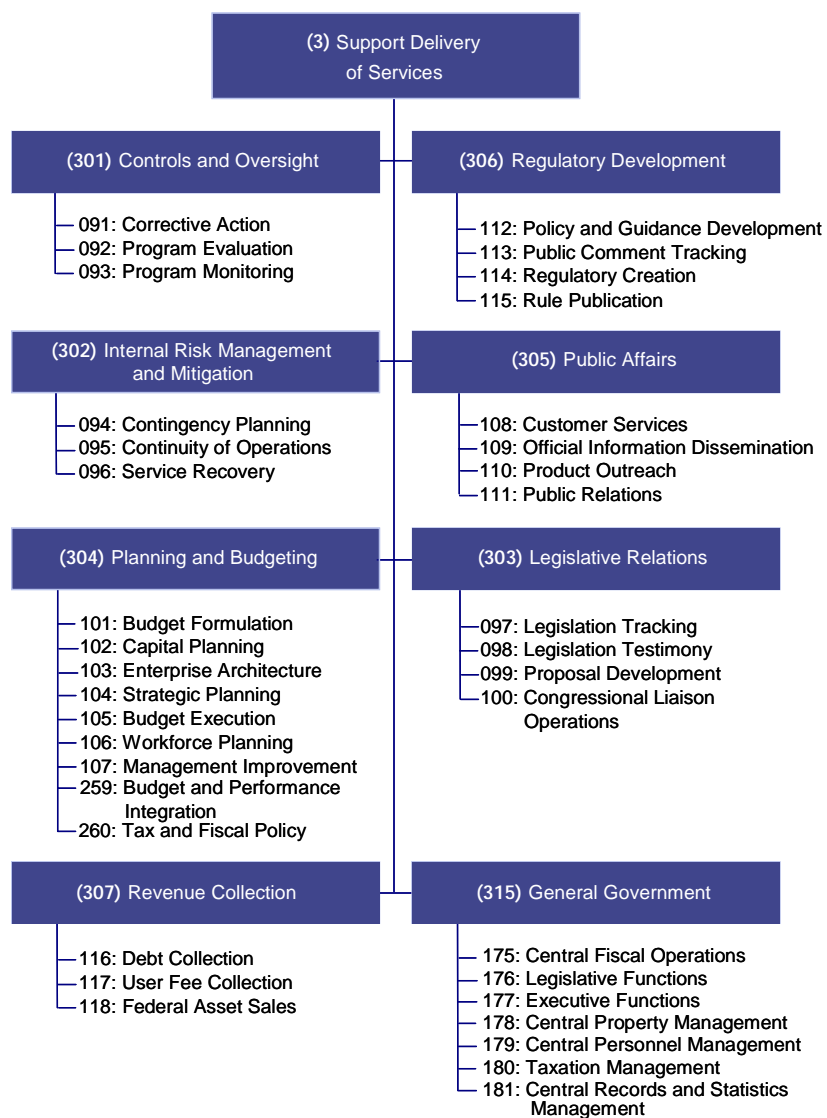 (3) Support Delivery
of Services
(301) Controls and Oversight
091: Corrective Action
092: Program Evaluation
093: Program Monitoring
(306) Regulatory Development
112: Policy and Guidance Development
113: Public Comment Tracking
114: Regulatory Creation
115: Rule Publication
(302) Internal Risk Management
and Mitigation
094: Contingency Planning
095: Continuity of Operations
096: Service Recovery
(305) Public Affairs
108: Customer Services
109: Official Information Dissemination
110: Product Outreach
111: Public Relations
(304) Planning and Budgeting
101: Budget Formulation
102: Capital Planning
103: Enterprise Architecture
104: Strategic Planning
105: Budget Execution
106: Workforce Planning
107: Management Improvement
259: Budget and Performance
Integration
260: Tax and Fiscal Policy
(303) Legislative Relations
097: Legislation Tracking
098: Legislation Testimony
099: Proposal Development
100: Congressional Liaison
Operations
(307) Revenue Collection
116: Debt Collection
117: User Fee Collection
118: Federal Asset Sales
(315) General Government
175: Central Fiscal Operations
176: Legislative Functions
177: Executive Functions
178: Central Property Management
179: Central Personnel Management
180: Taxation Management
181: Central Records and Statistics
Management